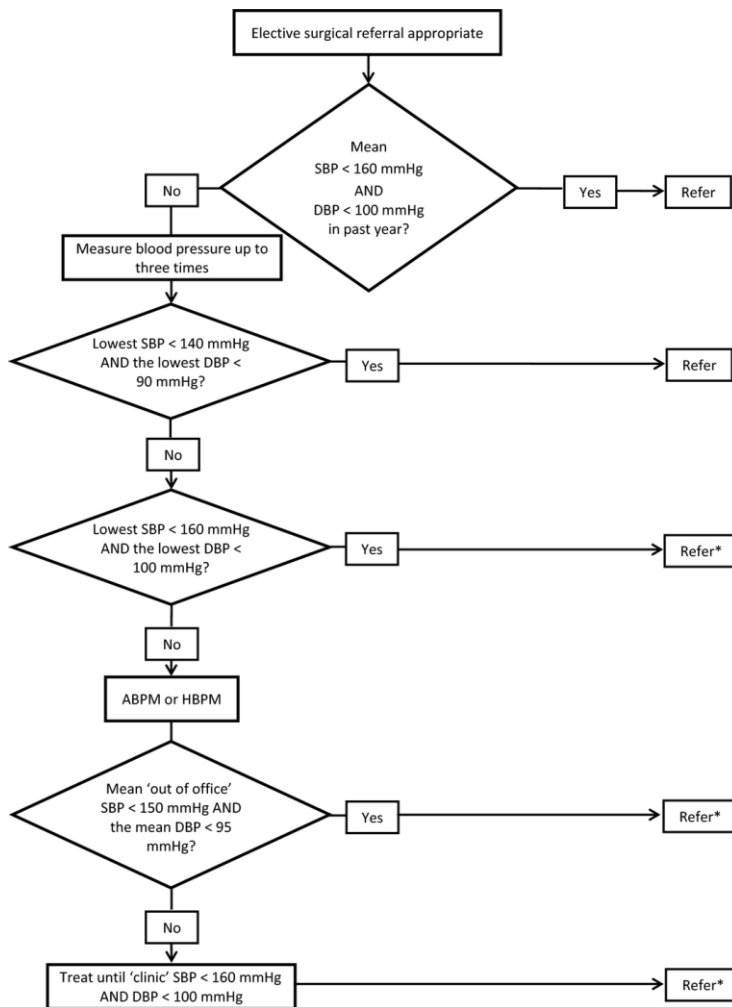 Elective surgical referral appropriate
Mean
SBP < 160 mmHg
AND
DBP < 100 mmHg
in past year?
No
Yes
Refer
Measure blood pressure up to
three times
Lowest SBP < 140 mmHg
AND the lowest DBP <
90 mmHg?
Yes
Refer
No
Lowest SBP < 160 mmHg
AND the lowest DBP <
100 mmHg?
Yes
Refer*
No
ABPM or HBPM
Mean ‘out of office’
SBP < 150 mmHg AND
the mean DBP < 95
mmHg?
Yes
Refer*
No
Treat until ‘clinic’ SBP < 160 mmHg
AND DBP < 100 mmHg
Refer*